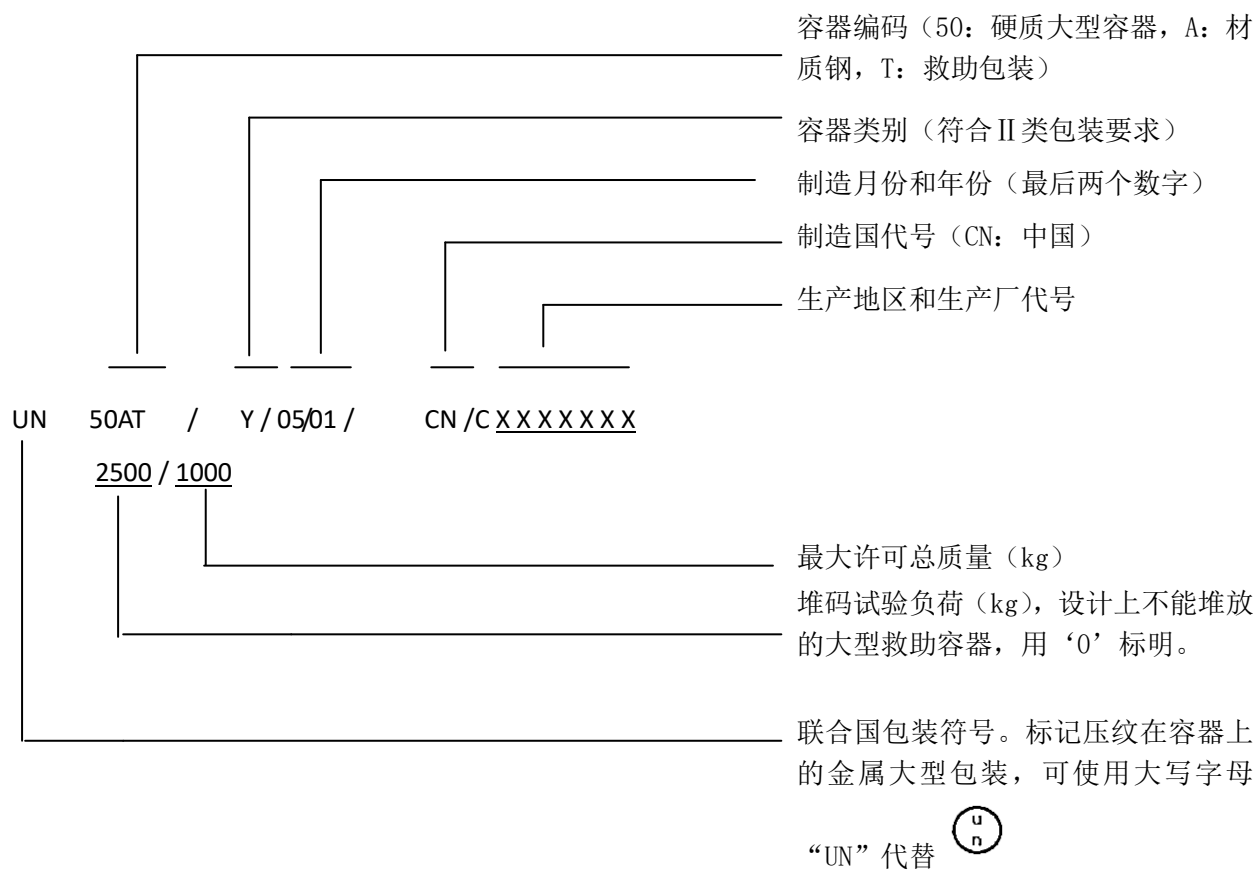 容器编码（50：硬质大型容器，A：材
质钢，T：救助包装）
容器类别（符合Ⅱ类包装要求）
制造月份和年份（最后两个数字）
制造国代号（CN：中国）
生产地区和生产厂代号
UN 50AT / Y / 05/01 / CN /C X X X X X X X
2500 / 1000
最大许可总质量（kg）
堆码试验负荷（kg），设计上不能堆放
的大型救助容器，用‘0’标明。
联合国包装符号。标记压纹在容器上
的金属大型包装，可使用大写字母
u
n
“UN”代替